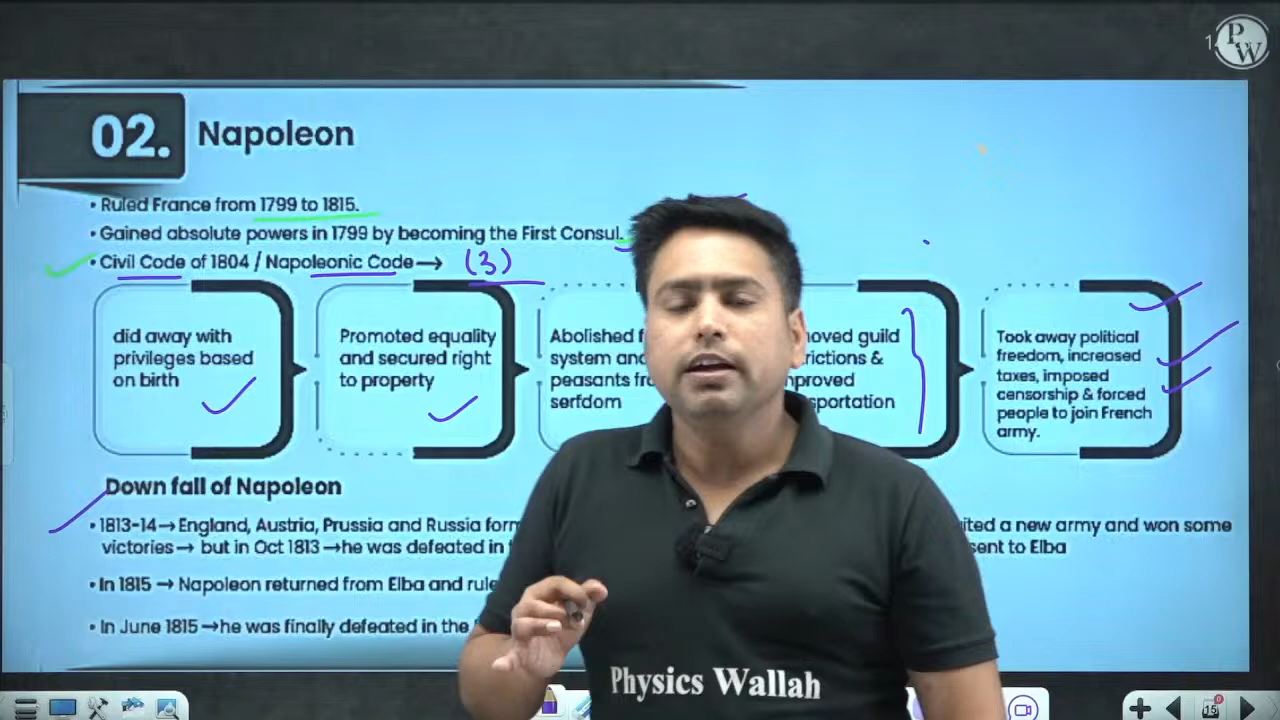 PW
02. Napoleon
• Ruled France from 1799 to 1815.
• Gained absolute powers in 1799 by becoming the First Consul.
• Civil Code of 1804 / Napoleonic Code → (3)
did away with
privileges based
on birth
Promoted equality
and secured right
to property
Abolished
system and
peasants
serfdom
guild
&
Took away political
freedom, increased
taxes, imposed
censorship & forced
people to join French
army.
Down fall of Napoleon
• 1813-14 → England, Austria, Prussia and Russia a new army and won some
victories → but in Oct 1813 → he was defeated in sent to Elba
• In 1815 → Napoleon returned from Elba and
• In June 1815 → he was finally defeated in the
Physics Wallah
15